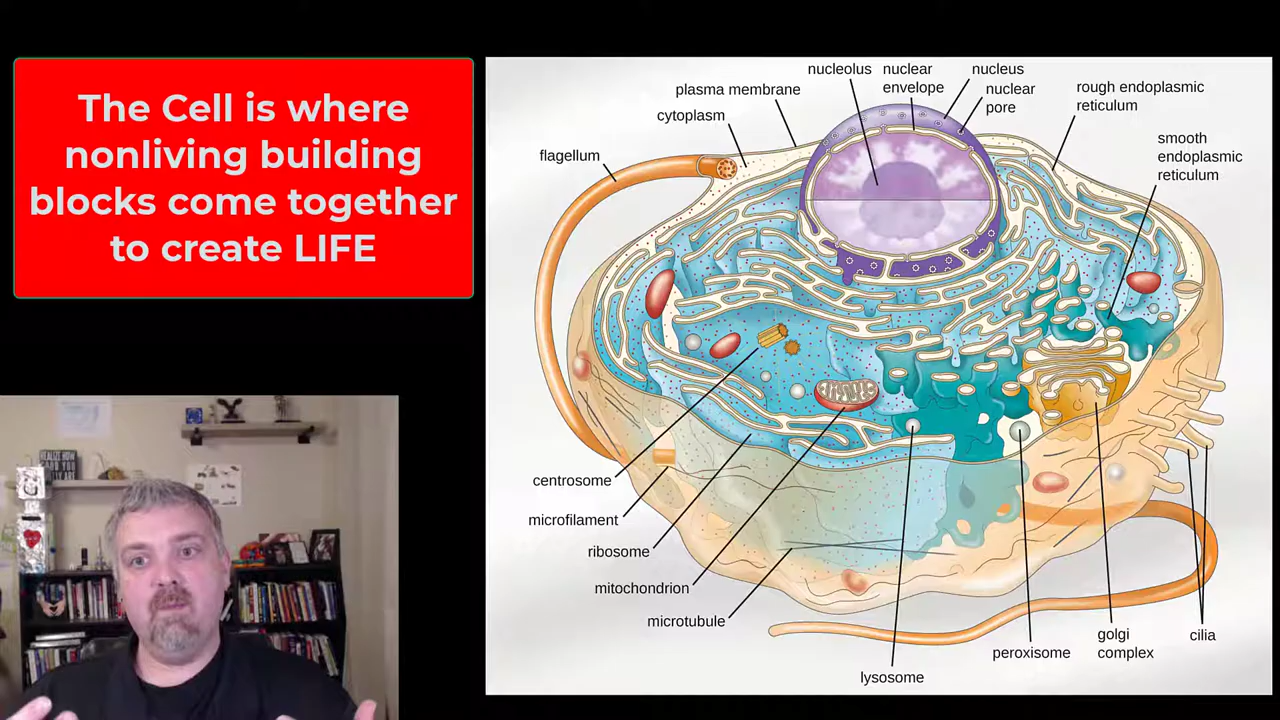 The Cell is where
nonliving building
blocks come together
to create LIFE
nucleolus
nuclear
envelope
nucleus
nuclear
pore
plasma membrane
cytoplasm
flagellum
rough endoplasmic
reticulum
smooth
endoplasmic
reticulum
centrosome
microfilament
ribosome
mitochondrion
microtubule
lysosome
peroxisome
golgi
complex
cilia